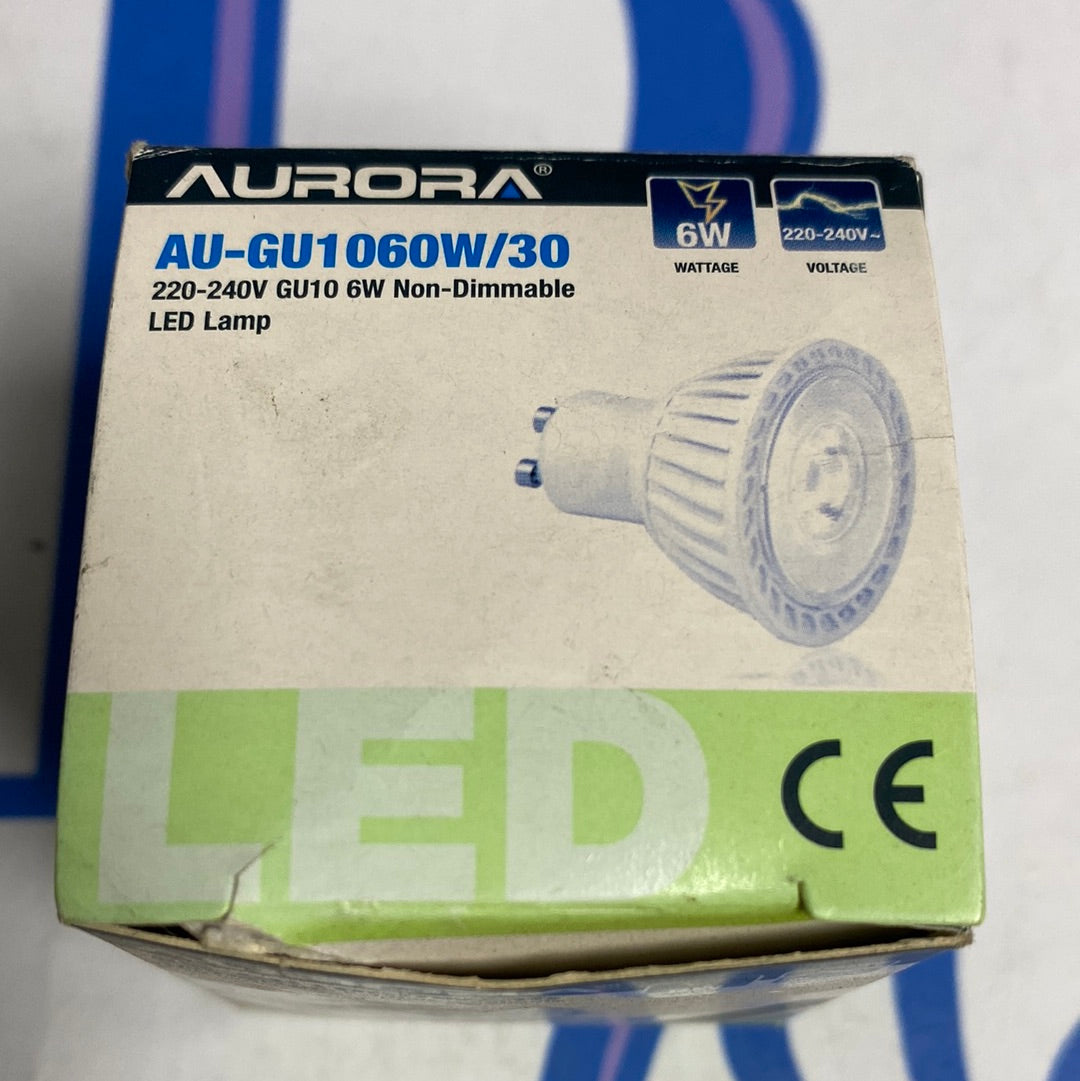 AURORA®
AU-GU1060W/30
220-240V GU10 6W Non-Dimmable
LED Lamp
6W
WATTAGE
220-240V~
VOLTAGE
LED
CE